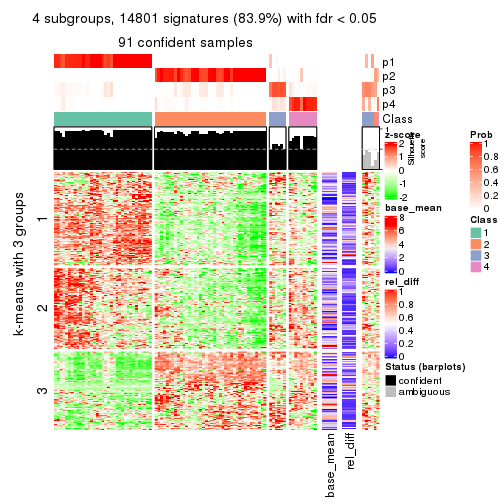 4 subgroups, 14801 signatures (83.9%) with fdr < 0.05
91 confident samples
p1
p2
p3
p4
Class
1
Silhouette
score
k-means with 3 groups
1
2
3
base_mean
rel_diff
z-score
2
1
0
-1
-2
base_mean
8
6
4
2
0
rel_diff
1
0.8
0.6
0.4
0.2
0
Status (barplots)
confident
ambiguous
Prob
1
0.8
0.6
0.4
0.2
0
Class
1
2
3
4